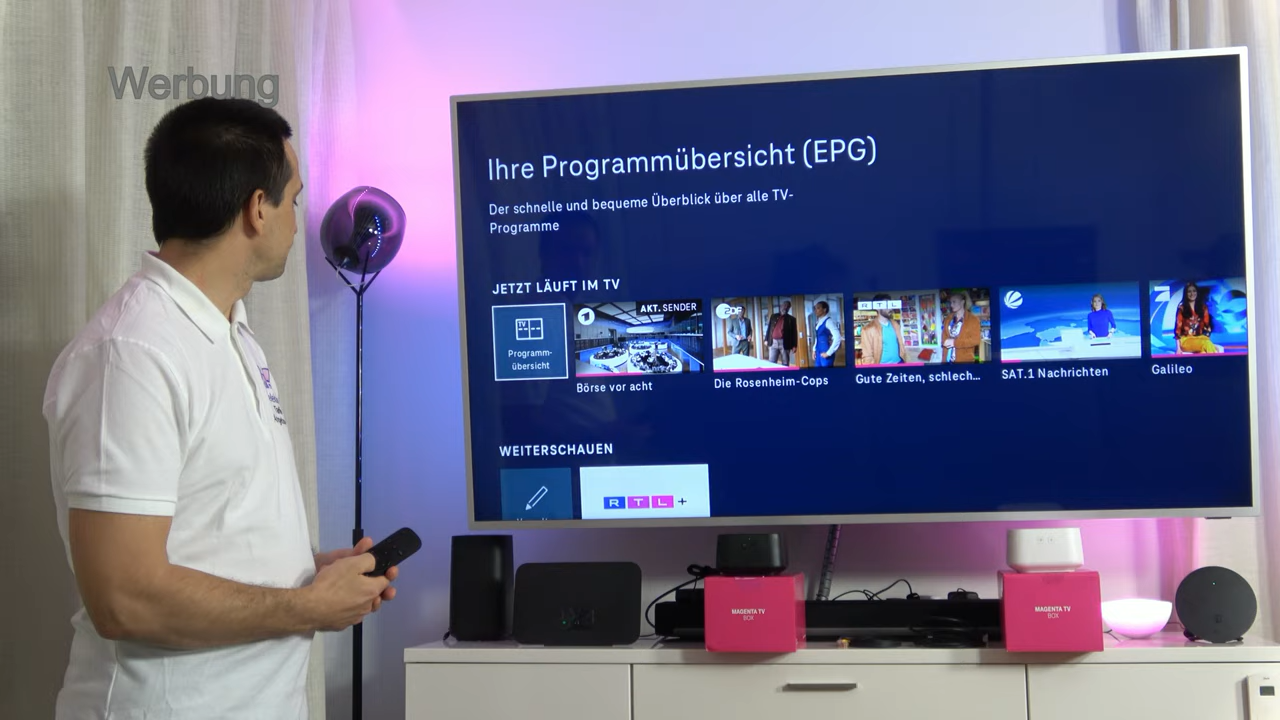 Werbung
Ihre Programmübersicht (EPG)
Der schnelle und bequeme Überblick über alle TV-
Programme
JETZT LÄUFT IM TV
TV
Programm-
übersicht
AKT. SENDER
Börse vor acht
ZDF
Die Rosenheim-Cops
RTL
Gute Zeiten, schlech...
SAT.1 Nachrichten
Galileo
WEITERSCHAUEN
RTL+
MAGENTA TV
BOX
MAGENTA TV
BOX